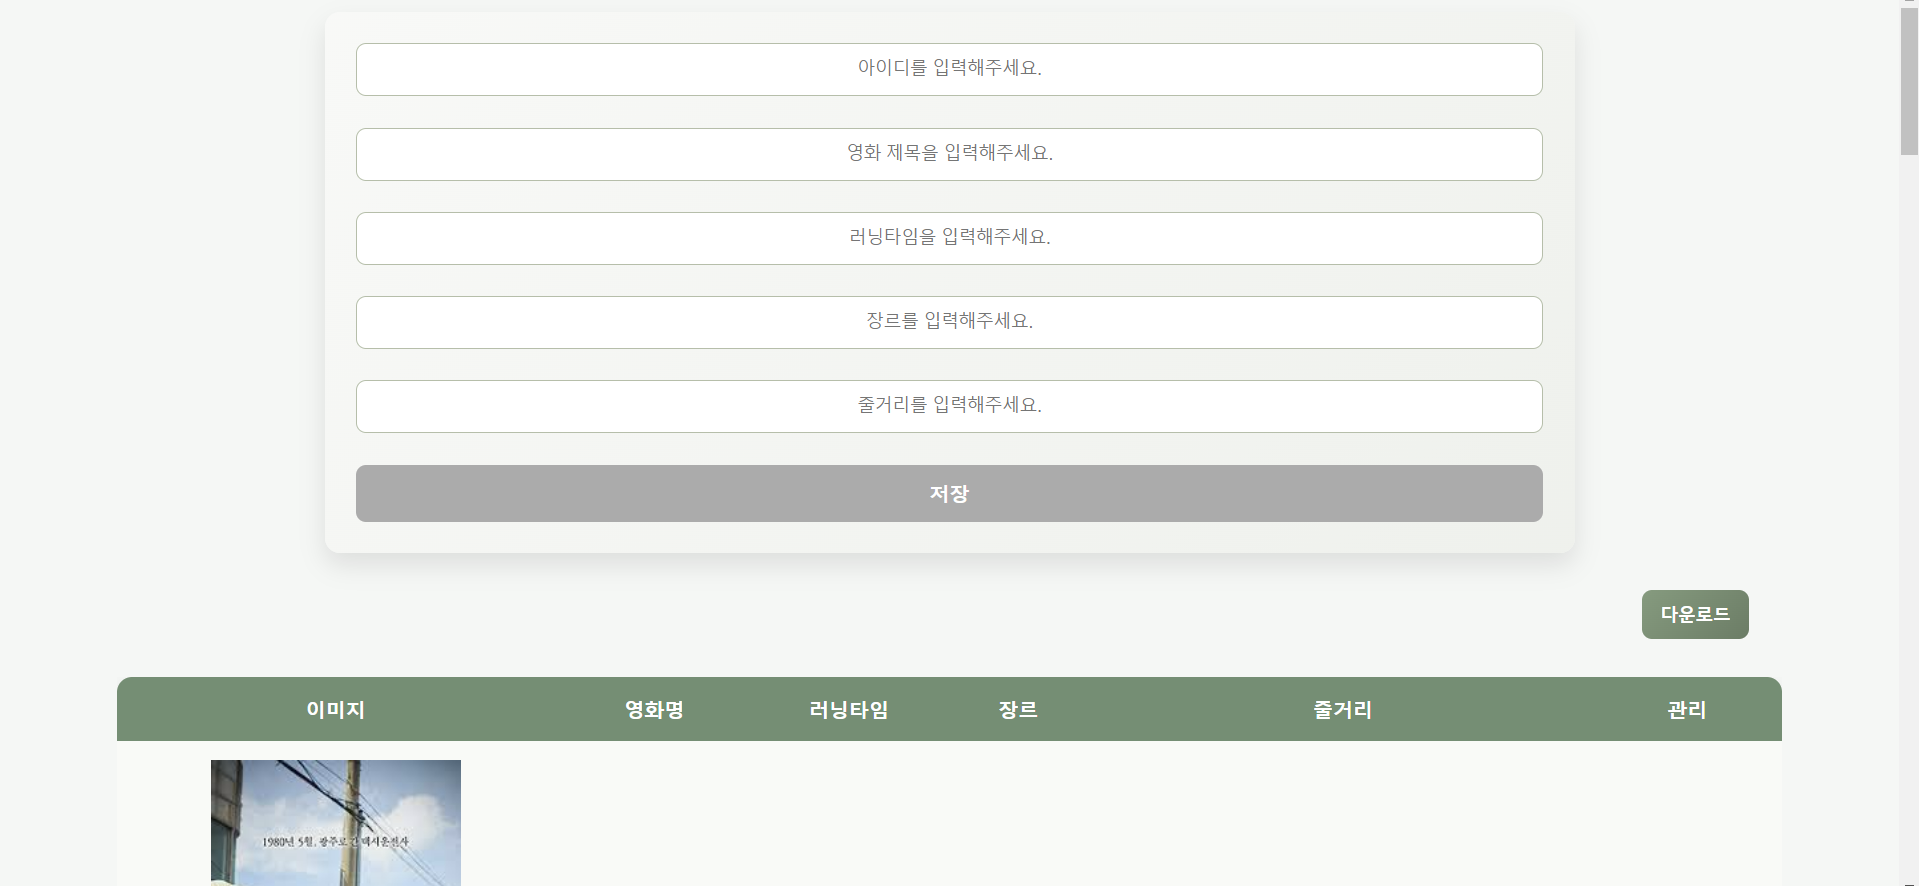 아이디를 입력해주세요.
영화 제목을 입력해주세요.
러닝타임을 입력해주세요.
장르를 입력해주세요.
줄거리를 입력해주세요.
저장
다운로드
이미지 영화명 러닝타임 장르 줄거리 관리
1980년 5월, 광주로 간 택시운전사